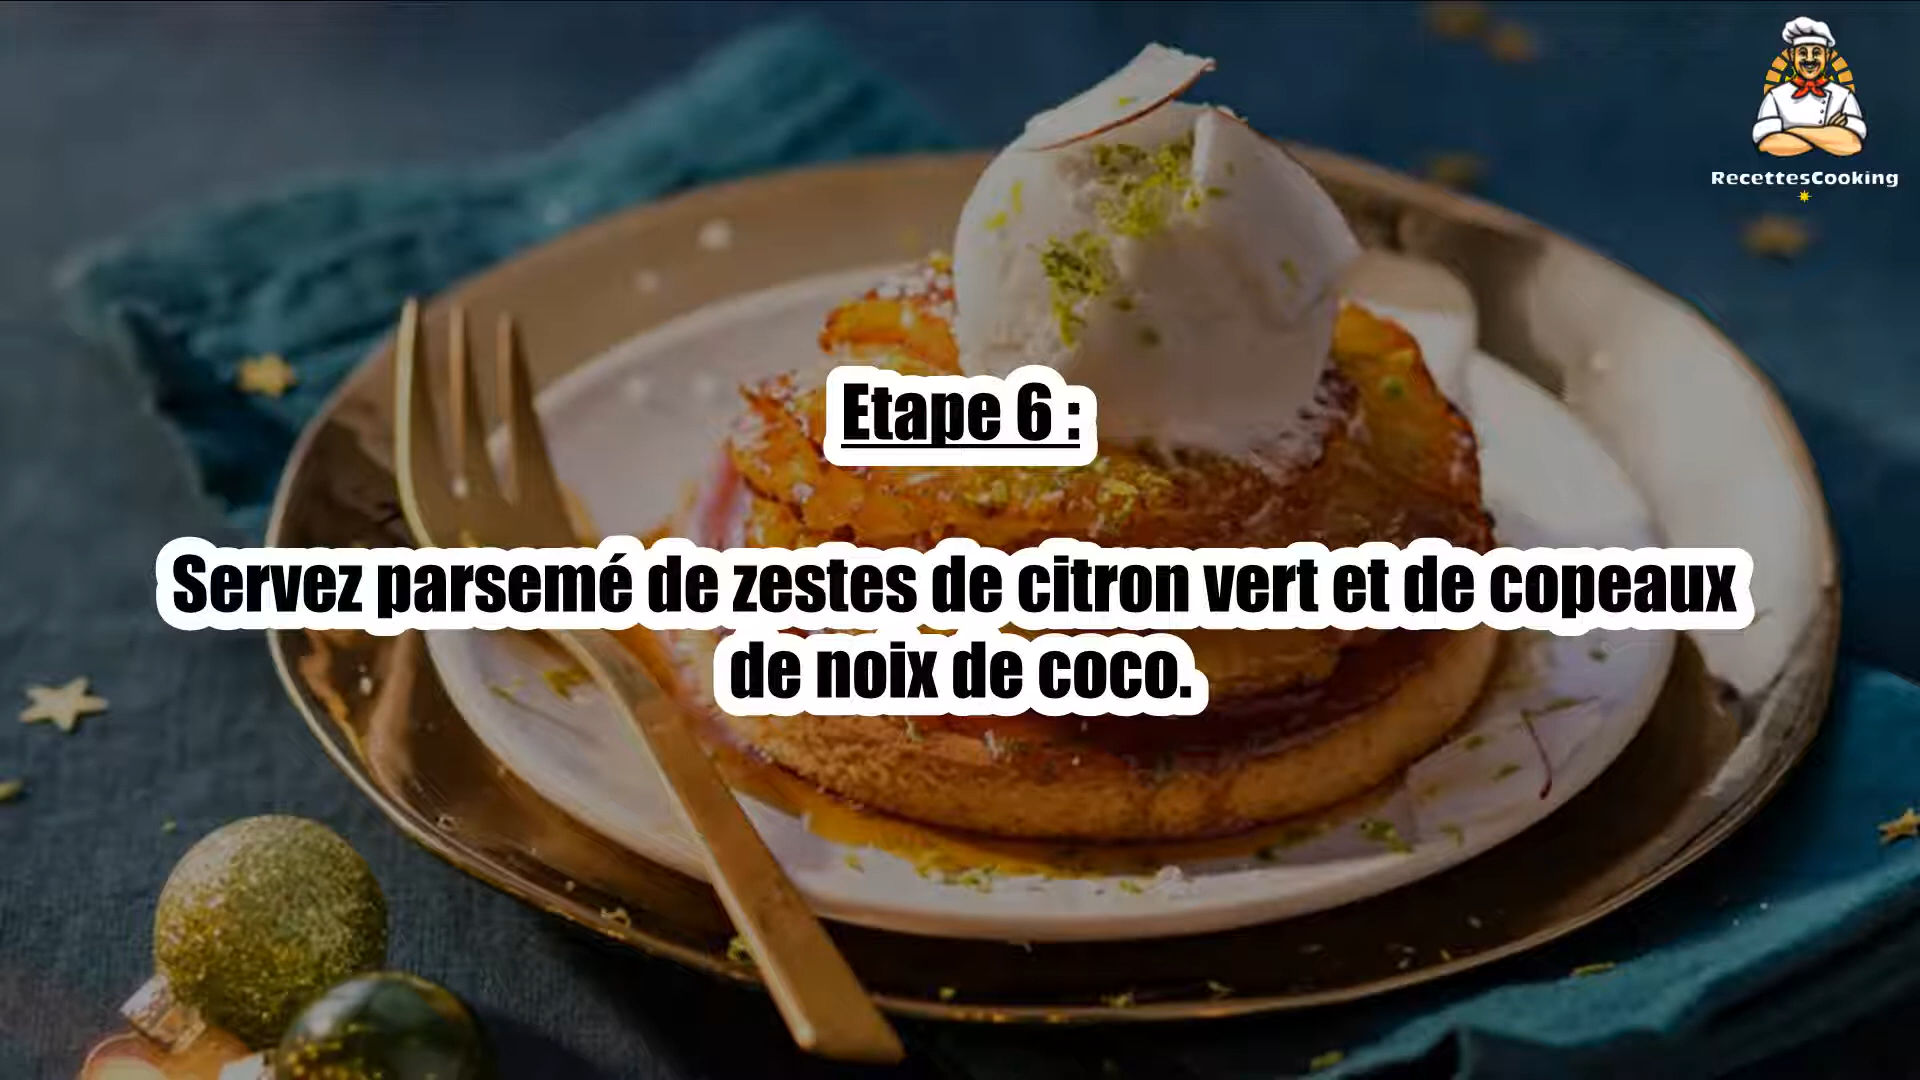 RecettesCooking
Etape 6 :
Servez parsemé de zestes de citron vert et de copeaux
de noix de coco.